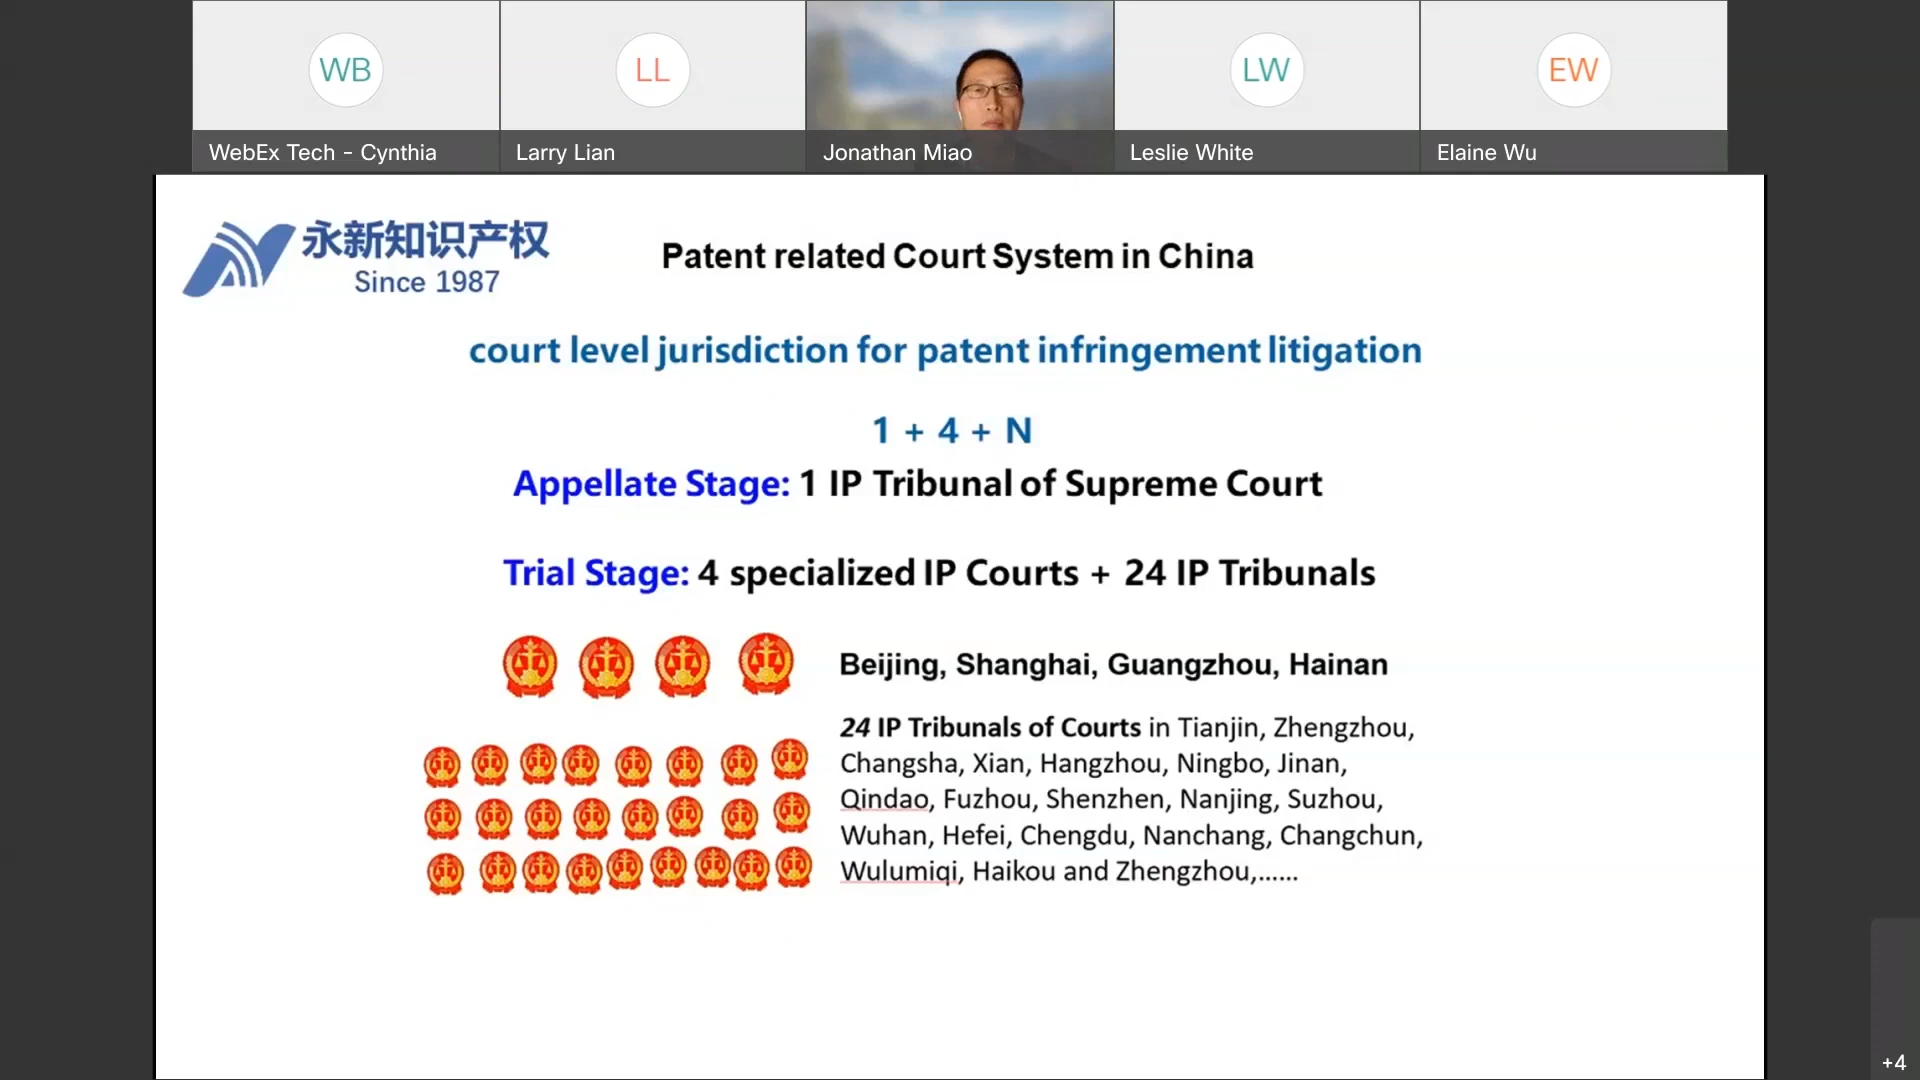 WB
LL
LW
EW
WebEx Tech - Cynthia
Larry Lian
Jonathan Miao
Leslie White
Elaine Wu
永新知识产权
Since 1987
Patent related Court System in China
court level jurisdiction for patent infringement litigation
1 + 4 + N
Appellate Stage: 1 IP Tribunal of Supreme Court
Trial Stage: 4 specialized IP Courts + 24 IP Tribunals
Beijing, Shanghai, Guangzhou, Hainan
24 IP Tribunals of Courts in Tianjin, Zhengzhou,
Changsha, Xian, Hangzhou, Ningbo, Jinan,
Qindao, Fuzhou, Shenzhen, Nanjing, Suzhou,
Wuhan, Hefei, Chengdu, Nanchang, Changchun,
Wulumiqi, Haikou and Zhengzhou,......
+4